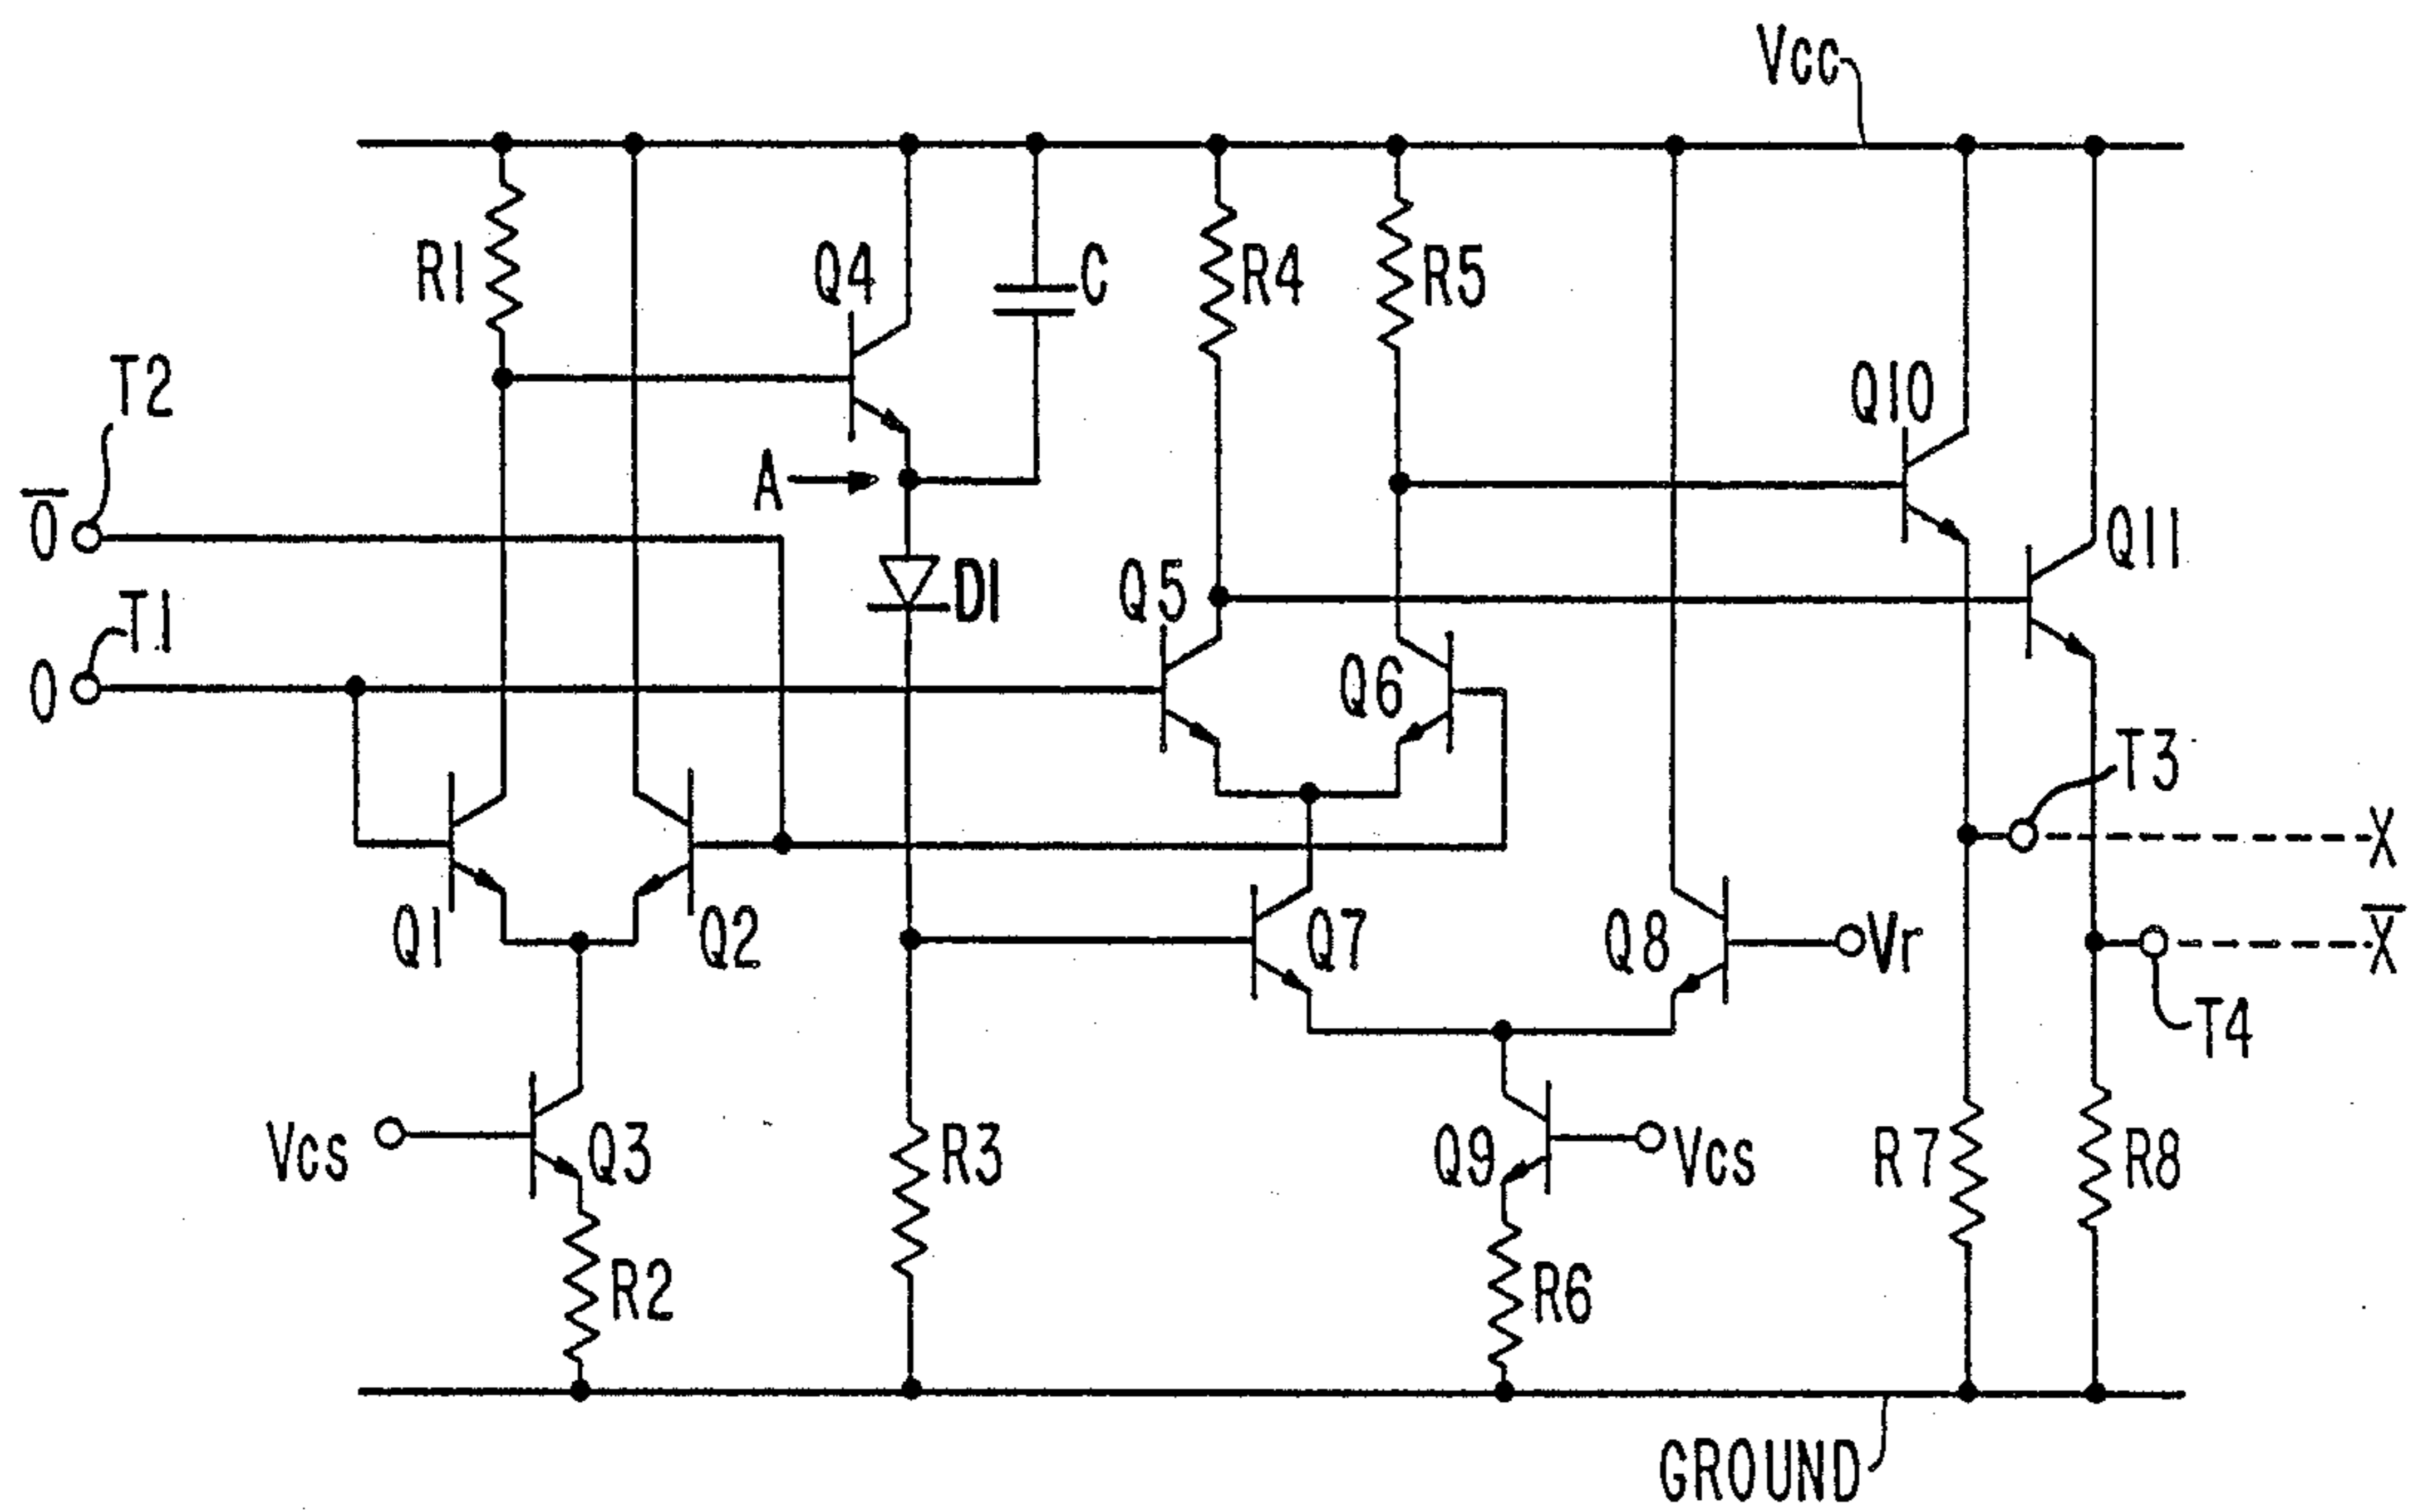 Vcc
R1
Q4
C
R4
R5
T2
Q10
A
O̅
D1
Q5
Q11
T1
O
Q6
T3
X
Q1
Q2
Q7
Q8
Vr
X̅
T4
Vcs
Q3
R3
Q9
Vcs
R7
R8
R2
R6
GROUND